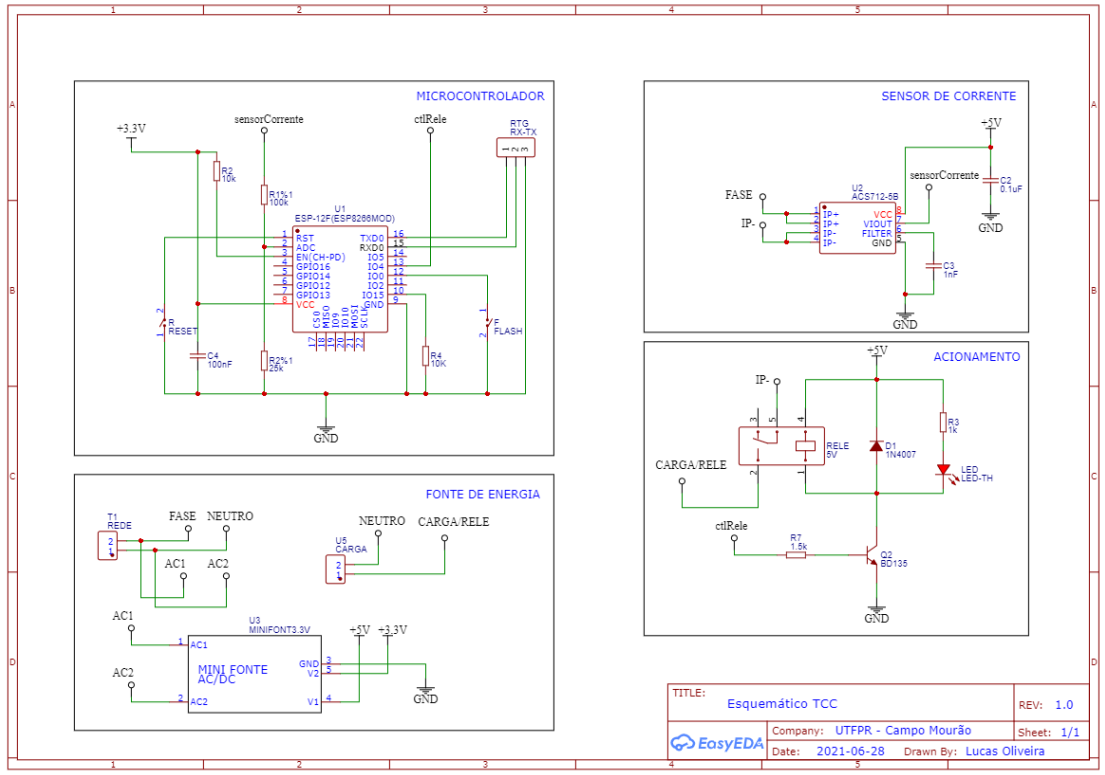 1 2 3 4 5
A
B
C
D
MICROCONTROLADOR
+3.3V
sensorCorrente
ctlRele
RTG
RX-TX
1 2 3
R2
10k
R1%1
100k
U1
ESP-12F(ESP8266MOD)
1 RST
2 ADC
3 EN(CH-PD)
4 GPIO16
5 GPIO14
6 GPIO12
7 GPIO13
8 VCC
TXD0 16
RXD0 15
IO5 14
IO4 13
IO0 12
IO2 11
IO15 10
GND 9
CS0 MISO IO9 IO10 MOSI SCLK
17 18 19 20 21 22
2
R
1 RESET
C4
100nF
R2%1
25k
R4
10K
1
F
2 FLASH
GND
SENSOR DE CORRENTE
+5V
C2
0.1uF
GND
sensorCorrente
FASE
IP-
U2
ACS712-5B
1 IP+
2 IP+
3 IP-
4 IP-
VCC 8
VIOUT 7
FILTER 6
GND 5
C3
1nF
GND
ACIONAMENTO
+5V
IP-
3 5 4
RELE
5V
2 1
CARGA/RELE
D1
1N4007
R3
1k
LED
LED-TH
ctlRele
R7
1.5k
Q2
BD135
GND
FONTE DE ENERGIA
T1
REDE
2
1
FASE NEUTRO
AC1 AC2
NEUTRO CARGA/RELE
U5
CARGA
2
1
AC1
AC2
U3
MINIFONT3.3V
1 AC1
2 AC2
MINI FONTE
AC/DC
GND 3
V2 5
V1 4
+5V +3.3V
GND
TITLE:
Esquemático TCC
REV: 1.0
EasyEDA
Company: UTFPR - Campo Mourão
Sheet: 1/1
Date: 2021-06-28 Drawn By: Lucas Oliveira
A
B
C
D
1 2 3 4 5